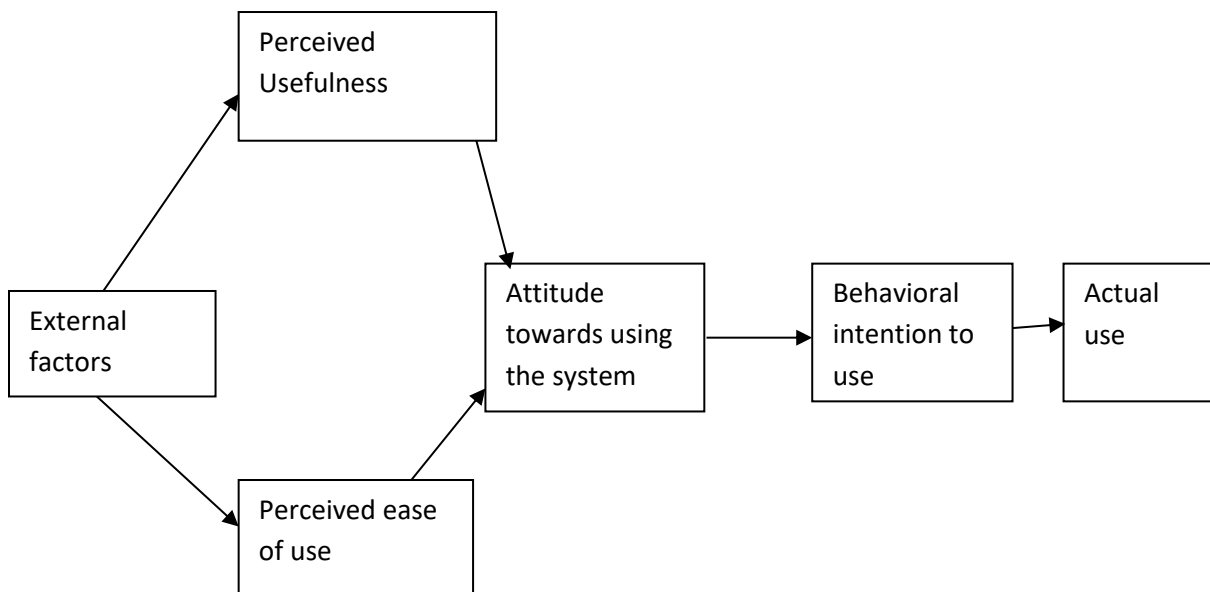 Perceived
Usefulness
External
factors
Perceived ease
of use
Attitude
towards using
the system
Behavioral
intention to
use
Actual
use